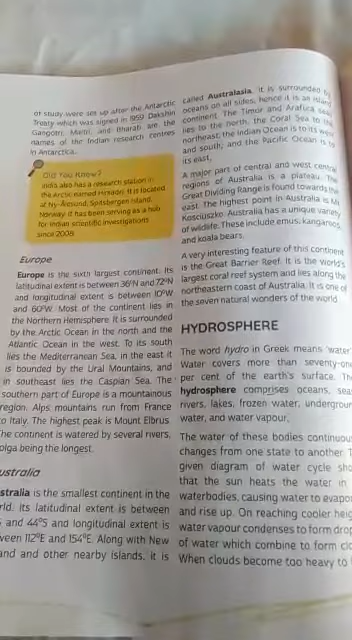 of study were set up after the Antarctic
Treaty which was signed in 1959. Dakshin
Gangotri, Maitri, and Bharati are the
names of the Indian research centres
in Antarctica.
Did You Know?
India also has a research station in
the Arctic named Himadri. It is located
at Ny-Ålesund, Spitsbergen Island,
Norway. It has been serving as a hub
for Indian scientific investigations
since 2008.
Europe
Europe is the sixth largest continent. Its
latitudinal extent is between 36°N and 72°N
and longitudinal extent is between 10°W
and 60°W. Most of the continent lies in
the Northern Hemisphere. It is surrounded
by the Arctic Ocean in the north and the
Atlantic Ocean in the west. To its south
lies the Mediterranean Sea, in the east it
is bounded by the Ural Mountains, and
in southeast lies the Caspian Sea. The
southern part of Europe is a mountainous
region. Alps mountains run from France
to Italy. The highest peak is Mount Elbrus.
The continent is watered by several rivers,
olga being the longest.
ustralia
stralia is the smallest continent in the
rld. Its latitudinal extent is between
and 44°S and longitudinal extent is
ween 112°E and 154°E. Along with New
and and other nearby islands, it is
called Australasia. It is surrounded by
oceans on all sides, hence it is an island
continent. The Timor and Arafura Seas
lies to the north, the Coral Sea to the
northeast, the Indian Ocean is to its west
and south, and the Pacific Ocean is to
its east.
A major part of central and west central
regions of Australia is a plateau. The
Great Dividing Range is found towards the
east. The highest point in Australia is Mt
Kosciuszko. Australia has a unique variety
of wildlife. These include emus, kangaroos,
and koala bears.
A very interesting feature of this continent
is the Great Barrier Reef. It is the world's
largest coral reef system and lies along the
northeastern coast of Australia. It is one of
the seven natural wonders of the world.
HYDROSPHERE
The word hydro in Greek means 'water'.
Water covers more than seventy-one
per cent of the earth's surface. The
hydrosphere comprises oceans, seas
rivers, lakes, frozen water, undergroun
water, and water vapour.
The water of these bodies continuous
changes from one state to another. T
given diagram of water cycle sho
that the sun heats the water in
waterbodies, causing water to evapor
and rise up. On reaching cooler heig
water vapour condenses to form drop
of water which combine to form clo
When clouds become too heavy to